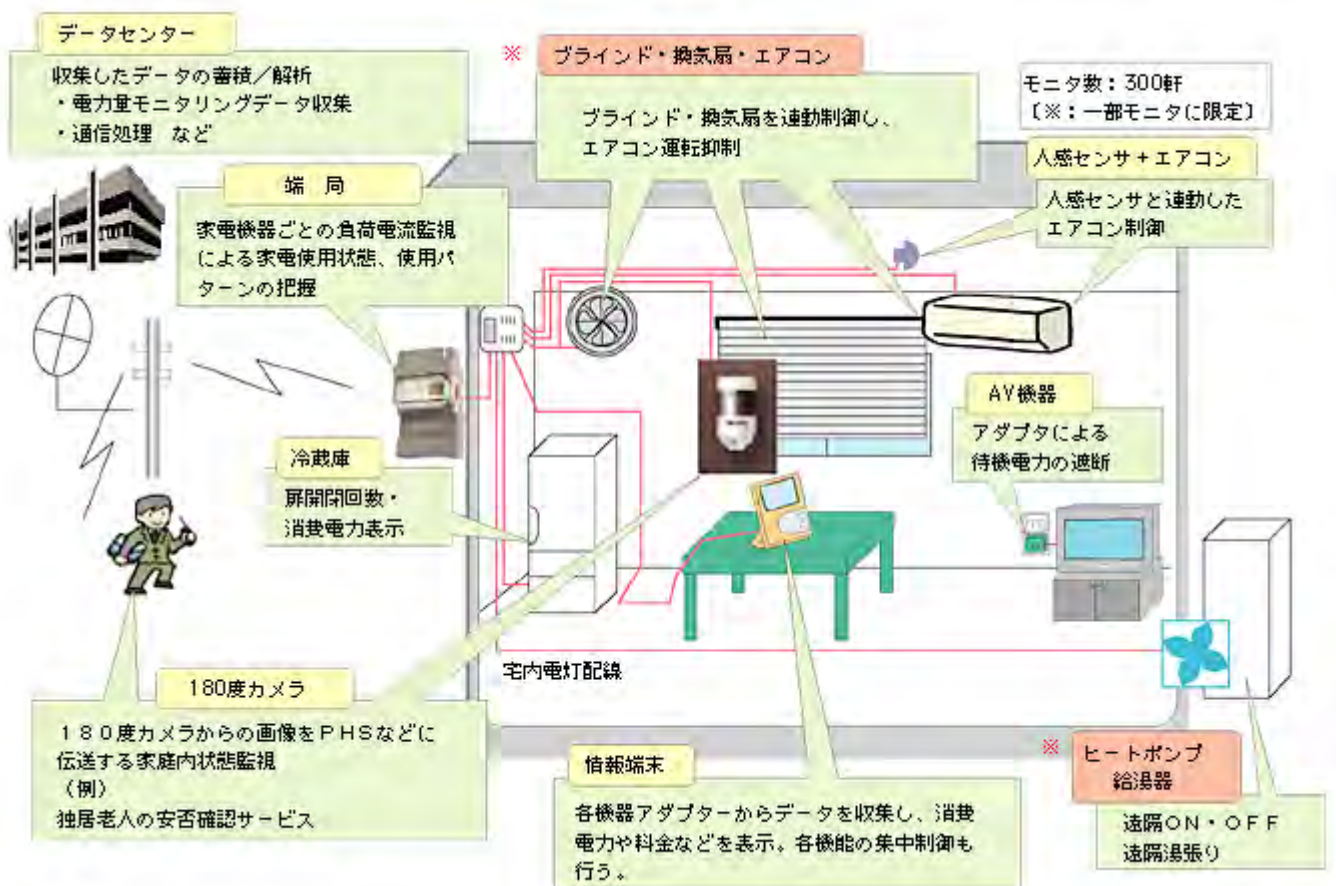 データセンター
収集したデータの蓄積／解析
・電力量モニタリングデータ収集
・通信処理　など
※
ブラインド・換気扇・エアコン
ブラインド・換気扇を連動制御し、
エアコン運転抑制
モニタ数：300軒
〔※：一部モニタに限定〕
人感センサ＋エアコン
人感センサと連動した
エアコン制御
端　局
家電機器ごとの負荷電流監視
による家電使用状態、使用パ
ターンの把握
冷蔵庫
扉開閉回数・
消費電力表示
AV機器
アダプタによる
待機電力の遮断
宅内電灯配線
180度カメラ
１８０度カメラからの画像をＰＨＳなどに
伝送する家庭内状態監視
（例）
独居老人の安否確認サービス
情報端末
各機器アダプターからデータを収集し、消費
電力や料金などを表示。各機能の集中制御も
行う。
※
ヒートポンプ
給湯器
遠隔ＯＮ・ＯＦＦ
遠隔湯張り